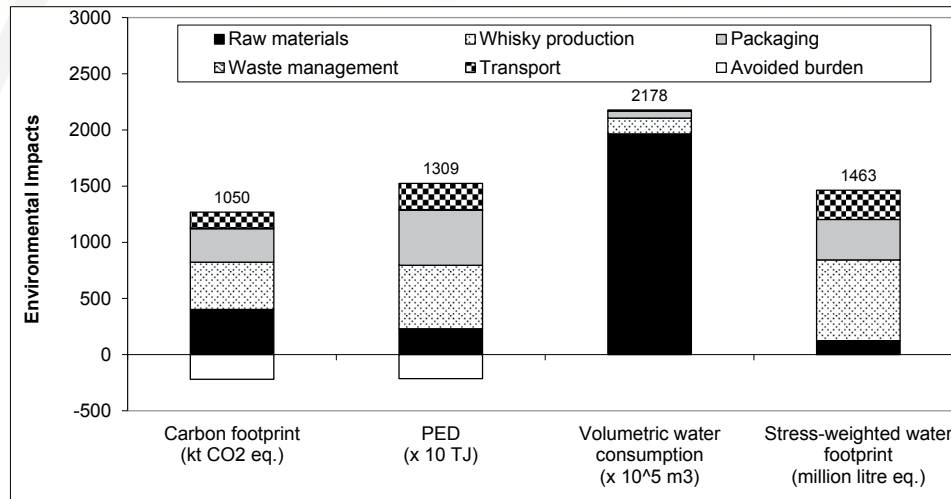 3000
2500
2000
1500
1000
500
0
-500
Environmental Impacts
Raw materials Whisky production Packaging
Waste management Transport Avoided burden
1050
1309
2178
1463
Carbon footprint
(kt CO2 eq.)
PED
(x 10 TJ)
Volumetric water
consumption
(x 10^5 m3)
Stress-weighted water
footprint
(million litre eq.)